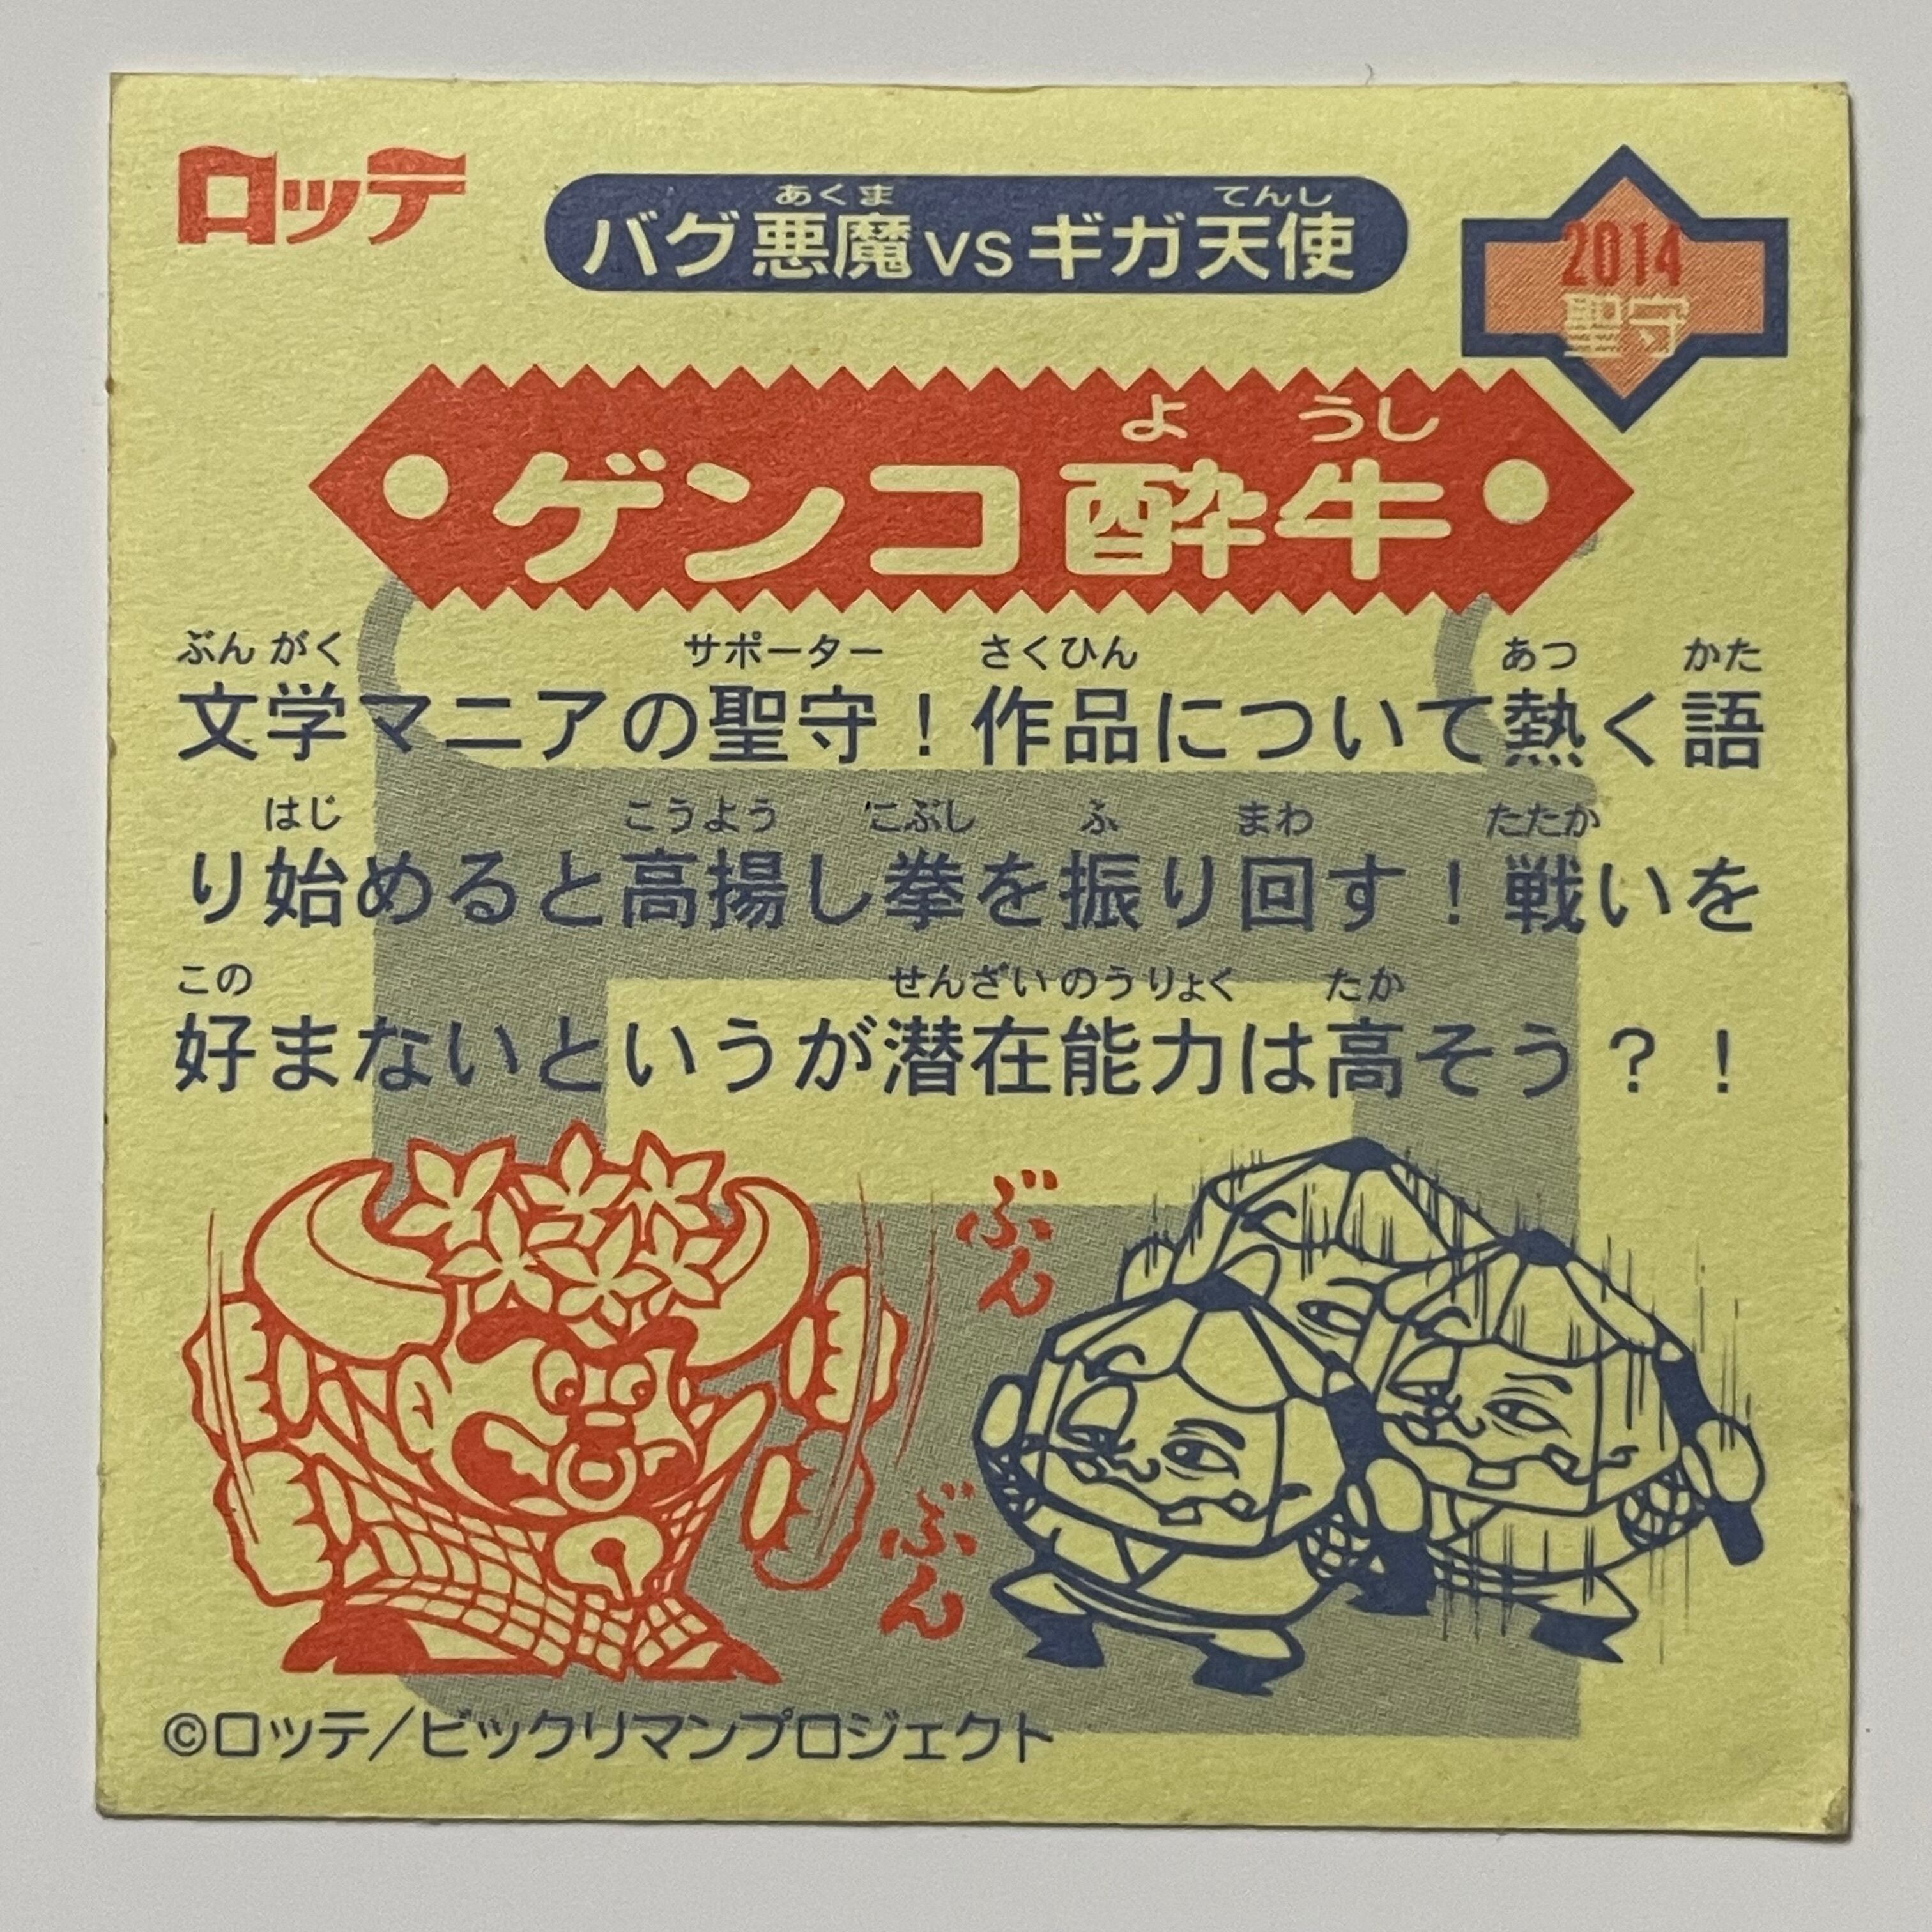 ロッテ
あくま てんし
バグ悪魔vsギガ天使
2014
聖守
よ うし
ゲンコ酔牛
ぶんがく サポーター さくひん あつ かた
文学マニアの聖守！作品について熱く語
はじ こうよう こぶし ふ まわ たたか
り始めると高揚し拳を振り回す！戦いを
この せんざいのうりょく たか
好まないというが潜在能力は高そう？！
ぶん
ぶん
©ロッテ／ビックリマンプロジェクト